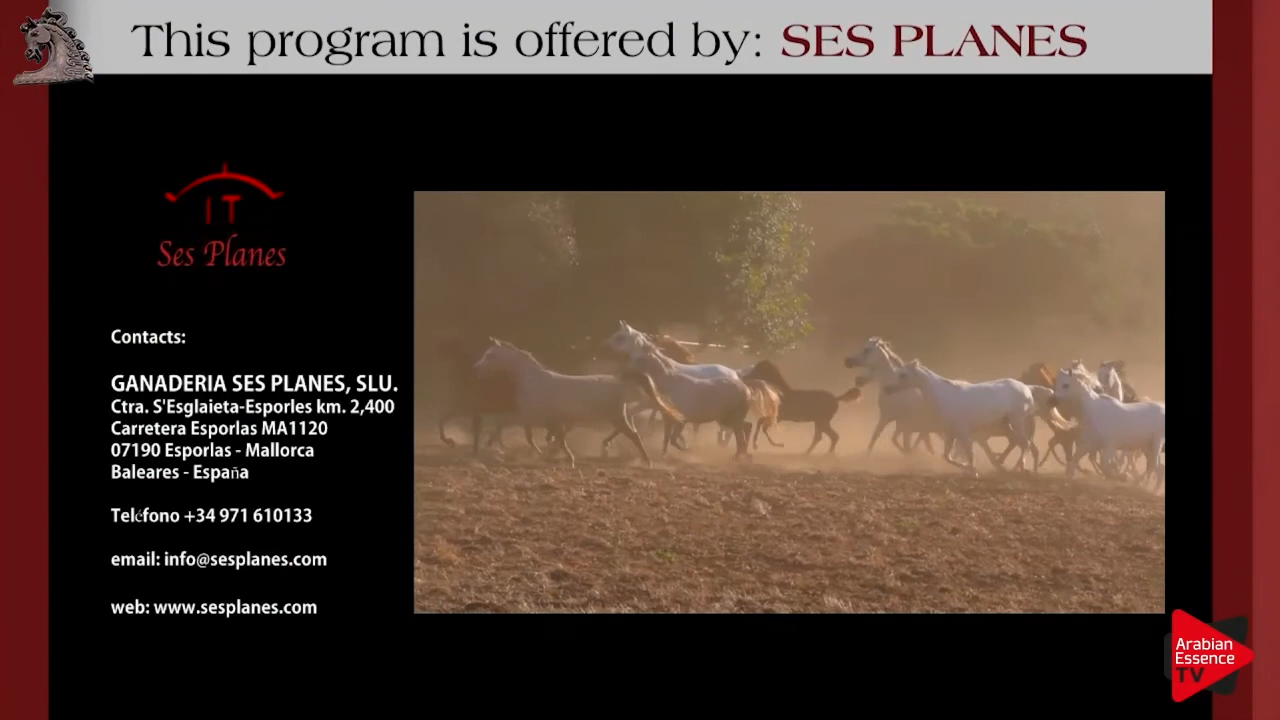 This program is offered by: SES PLANES
IT
Ses Planes
Contacts:
GANADERIA SES PLANES, SLU.
Ctra. S'Esglaieta-Esporles km. 2,400
Carretera Esporlas MA1120
07190 Esporlas - Mallorca
Baleares - España
Teléfono +34 971 610133
email: info@sesplanes.com
web: www.sesplanes.com
Arabian
Essence
TV